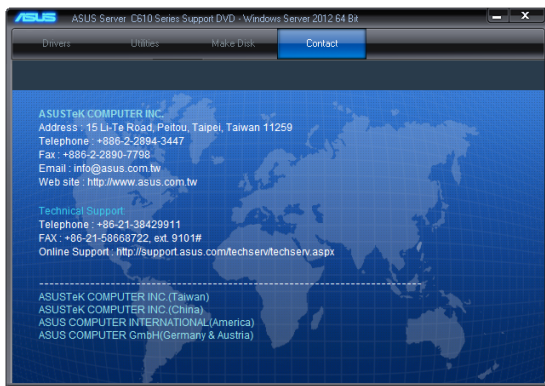 ASUS ASUS Server C610 Series Support DVD - Windows Server 2012 64 Bit
Drivers Utilities Make Disk Contact
ASUSTeK COMPUTER INC.
Address : 15 Li-Te Road, Peitou, Taipei, Taiwan 11259
Telephone : +886-2-2894-3447
Fax : +886-2-2890-7798
Email : info@asus.com.tw
Web site : http://www.asus.com.tw
Technical Support:
Telephone : +86-21-38429911
FAX : +86-21-58668722, ext. 9101#
Online Support : http://support.asus.com/techserv/techserv.aspx
ASUSTeK COMPUTER INC.(Taiwan)
ASUSTeK COMPUTER INC.(China)
ASUS COMPUTER INTERNATIONAL(America)
ASUS COMPUTER GmbH(Germany & Austria)